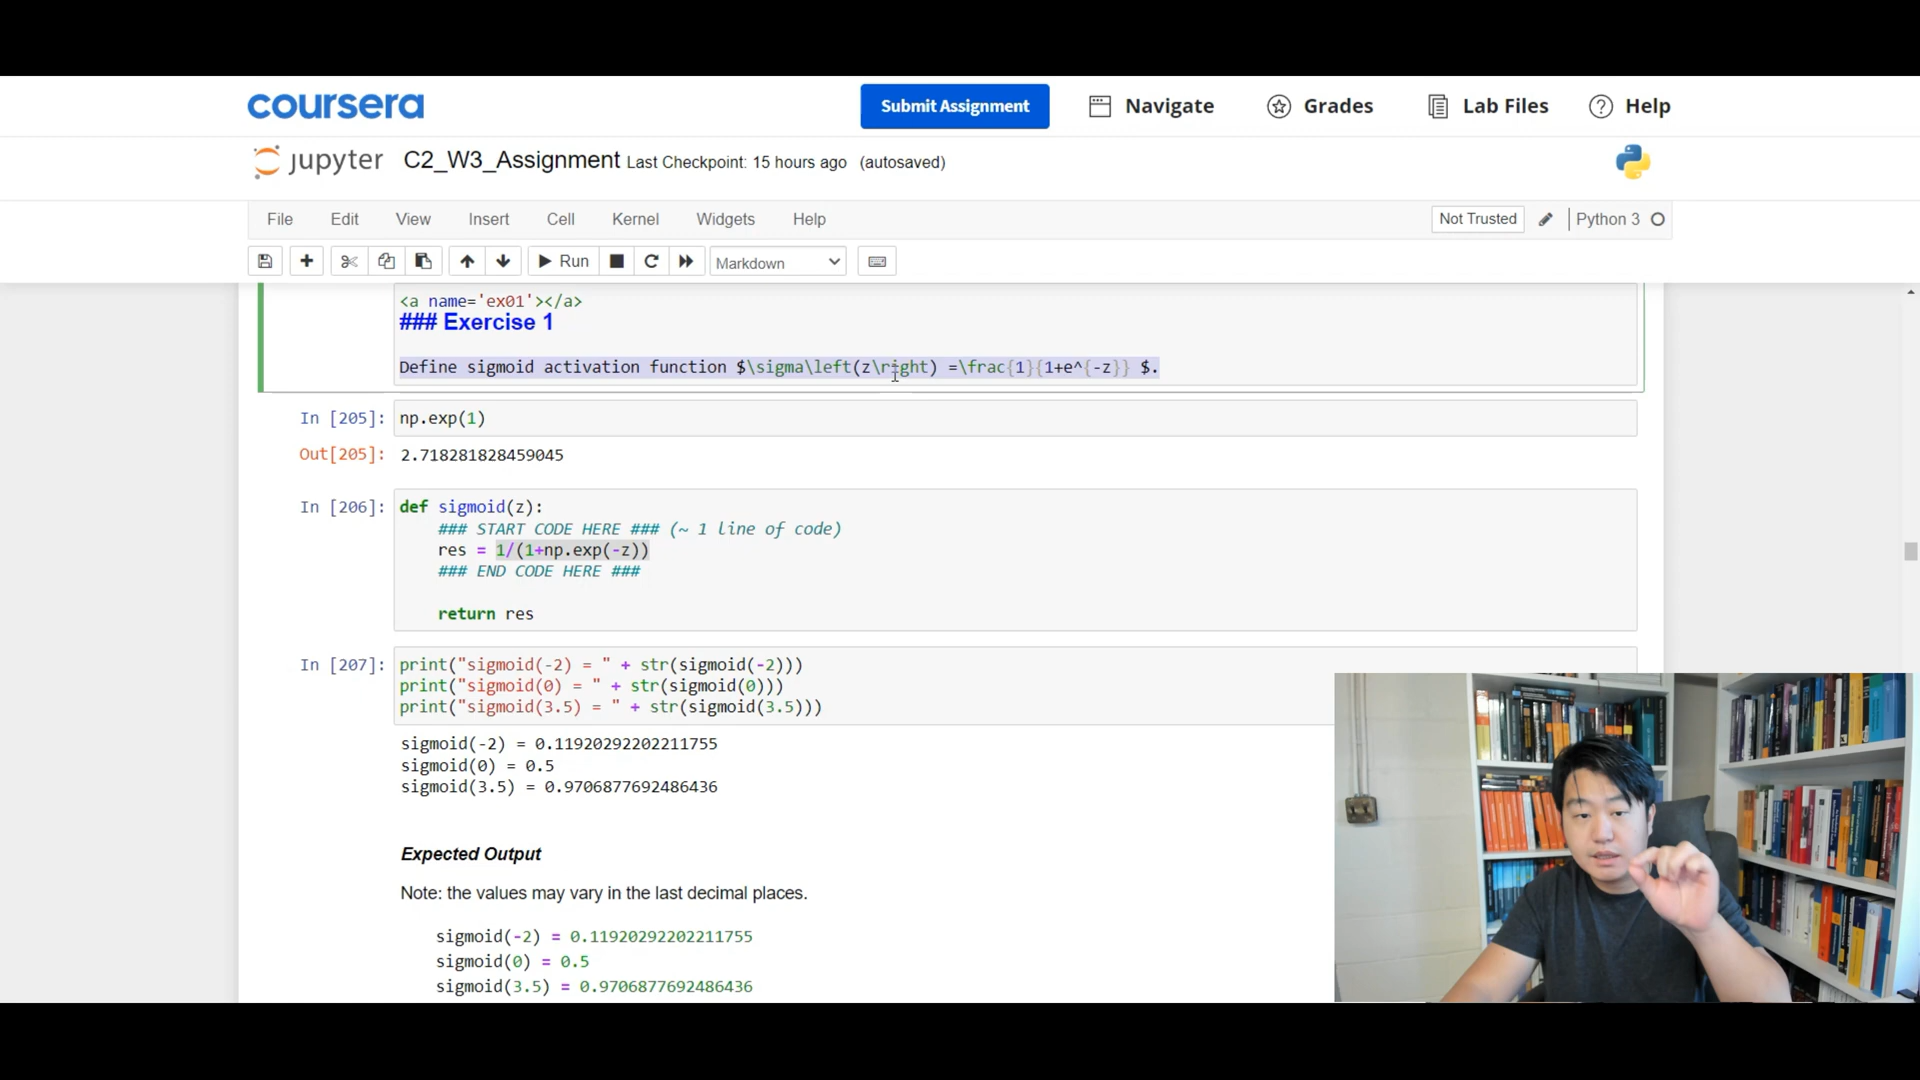 coursera
Submit Assignment
Navigate
Grades
Lab Files
Help
jupyter
C2_W3_Assignment Last Checkpoint: 15 hours ago (autosaved)
File Edit View Insert Cell Kernel Widgets Help
Not Trusted
Python 3
Run
Markdown
<a name='ex01'></a>
### Exercise 1
Define sigmoid activation function $\sigma\left(z\right) =\frac{1}{1+e^{-z}} $.
In [205]: np.exp(1)
Out[205]: 2.718281828459045
In [206]: def sigmoid(z):
### START CODE HERE ### (~ 1 line of code)
res = 1/(1+np.exp(-z))
### END CODE HERE ###
return res
In [207]: print("sigmoid(-2) = " + str(sigmoid(-2)))
print("sigmoid(0) = " + str(sigmoid(0)))
print("sigmoid(3.5) = " + str(sigmoid(3.5)))
sigmoid(-2) = 0.11920292202211755
sigmoid(0) = 0.5
sigmoid(3.5) = 0.9706877692486436
Expected Output
Note: the values may vary in the last decimal places.
sigmoid(-2) = 0.11920292202211755
sigmoid(0) = 0.5
sigmoid(3.5) = 0.9706877692486436